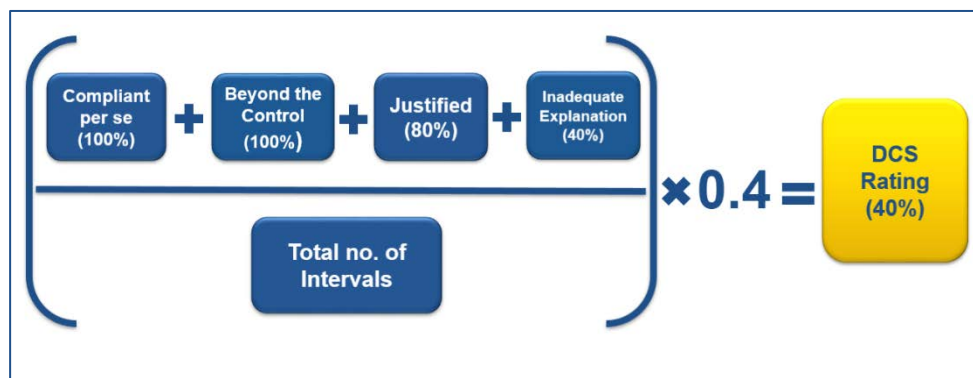 Compliant
per se
(100%)
+
Beyond the
Control
(100%)
+
Justified
(80%)
+
Inadequate
Explanation
(40%)
Total no. of
Intervals
×0.4=
DCS
Rating
(40%)